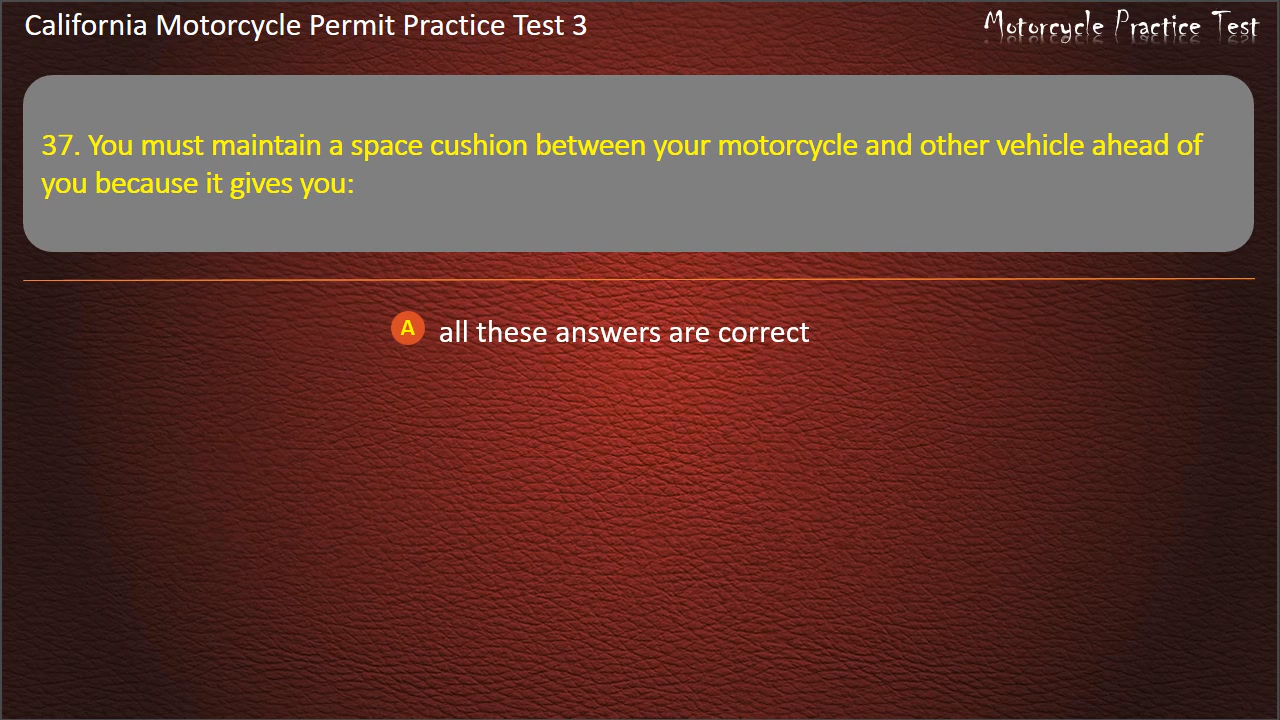 California Motorcycle Permit Practice Test 3
Motorcycle Practice Test
37. You must maintain a space cushion between your motorcycle and other vehicle ahead of
you because it gives you:
A all these answers are correct